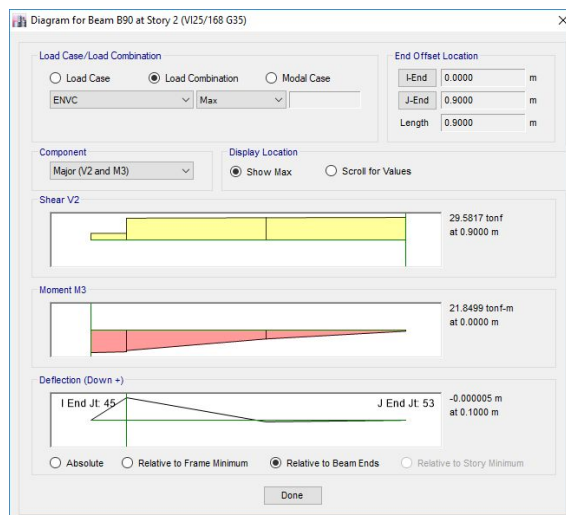 Diagram for Beam B90 at Story 2 (VI25/168 G35)
Load Case/Load Combination
Load Case Load Combination Modal Case
ENVC Max
End Offset Location
I-End 0.0000 m
J-End 0.9000 m
Length 0.9000 m
Component
Major (V2 and M3)
Display Location
Show Max Scroll for Values
Shear V2
29.5817 tonf
at 0.9000 m
Moment M3
21.8499 tonf-m
at 0.0000 m
Deflection (Down +)
I End Jt: 45 J End Jt: 53
-0.000005 m
at 0.1000 m
Absolute Relative to Frame Minimum Relative to Beam Ends Relative to Story Minimum
Done